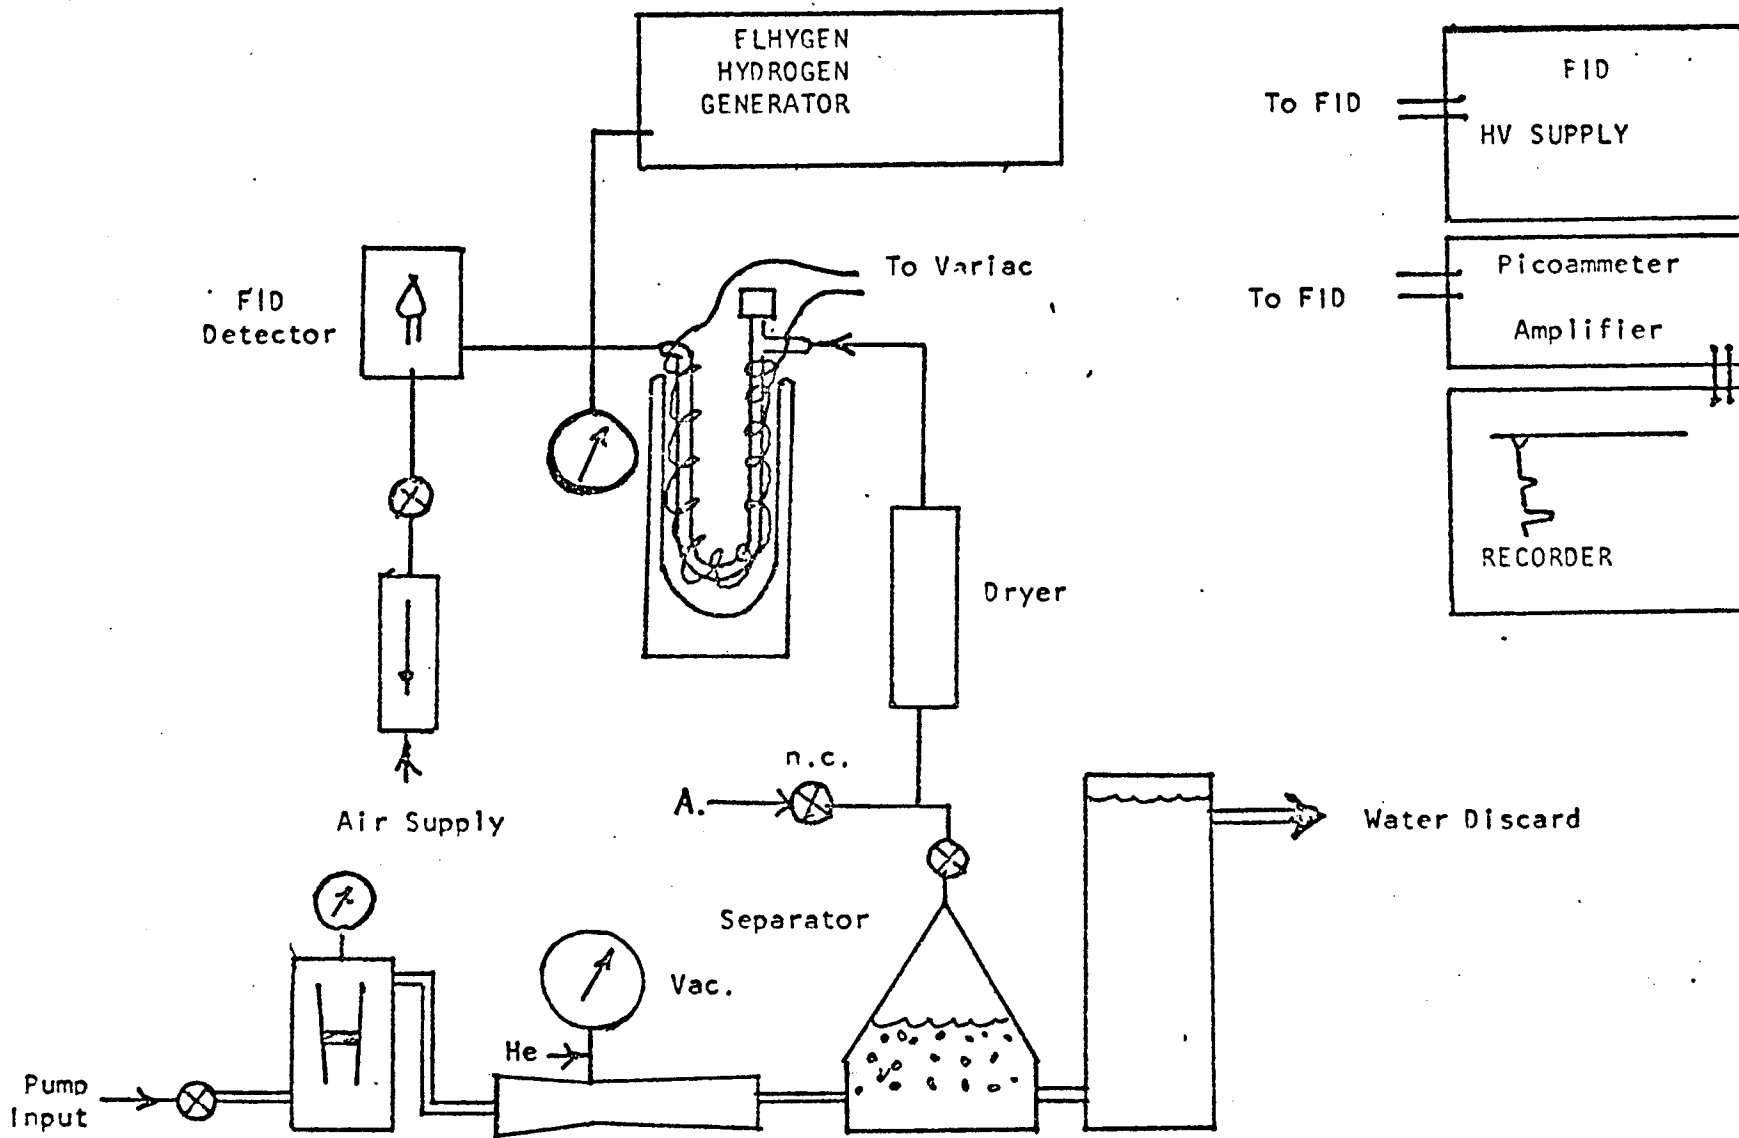 FLHYGEN
HYDROGEN
GENERATOR
FID
HV SUPPLY
To FID
Picoammeter
Amplifier
To FID
RECORDER
To Variac
FID
Detector
Dryer
n.c.
A.
Air Supply
Water Discard
Separator
Vac.
He
Pump
Input